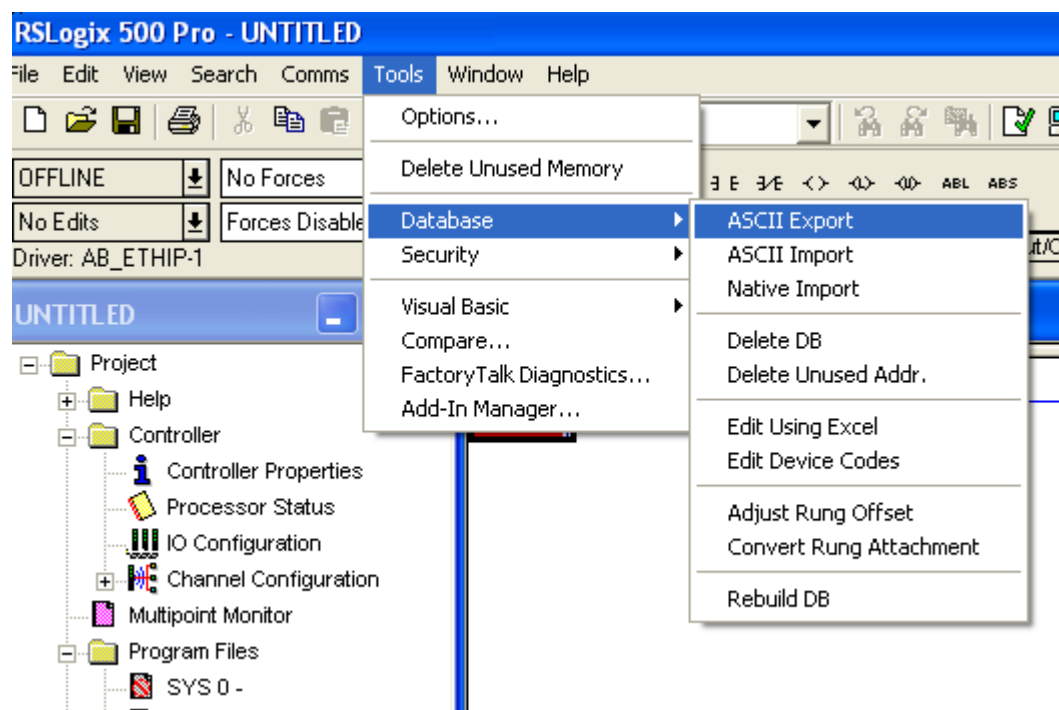 RSLogix 500 Pro - UNTITLED
File Edit View Search Comms Tools Window Help
Options...
Delete Unused Memory
Database
Security
Visual Basic
Compare...
FactoryTalk Diagnostics...
Add-In Manager...
OFFLINE No Forces
No Edits Forces Disable
Driver: AB_ETHIP-1
ABL ABS
ASCII Export
ASCII Import
Native Import
Delete DB
Delete Unused Addr.
Edit Using Excel
Edit Device Codes
Adjust Rung Offset
Convert Rung Attachment
Rebuild DB
UNTITLED
Project
Help
Controller
Controller Properties
Processor Status
IO Configuration
Channel Configuration
Multipoint Monitor
Program Files
SYS 0 -